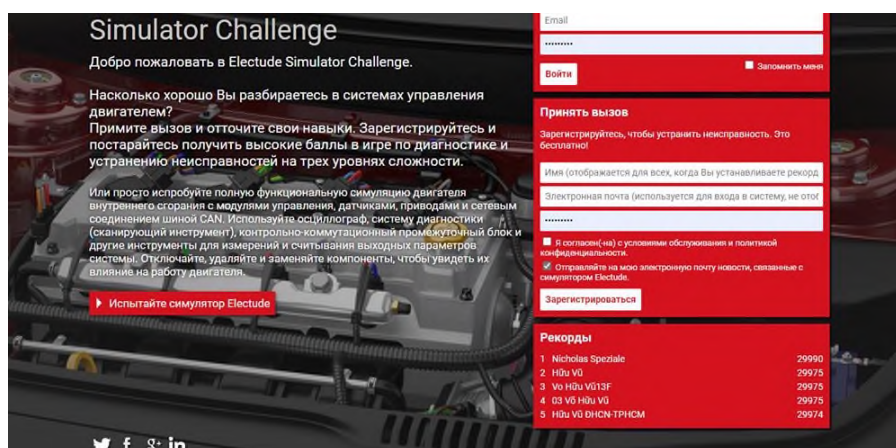 Simulator Challenge
Добро пожаловать в Electude Simulator Challenge.
Насколько хорошо Вы разбираетесь в системах управления
двигателем?
Примите вызов и отточите свои навыки. Зарегистрируйтесь и
постарайтесь получить высокие баллы в игре по диагностике и
устранению неисправностей на трех уровнях сложности.
Или просто испробуйте полную функциональную симуляцию двигателя
внутреннего сгорания с модулями управления, датчиками, приводами и сетевым
соединением шиной CAN. Используйте осциллограф, систему диагностики
(сканирующий инструмент), контрольно-коммутационный промежуточный блок и
другие инструменты для измерений и считывания выходных параметров
системы. Отключайте, удаляйте и заменяйте компоненты, чтобы увидеть их
влияние на работу двигателя.
Испытайте симулятор Electude
Email
•••••••••
Войти
Запомнить меня
Принять вызов
Зарегистрируйтесь, чтобы устранить неисправность. Это
бесплатно!
Имя (отображается для всех, когда Вы устанавливаете рекорд
Электронная почта (используется для входа в систему, не ото
•••••••••
Я согласен(-на) с условиями обслуживания и политикой
конфиденциальности.
Отправляйте на мою электронную почту новости, связанные с
симулятором Electude.
Зарегистрироваться
Рекорды
1 Nicholas Speziale 29990
2 Hữu Vũ 29975
3 Vo Hữu Vũ13F 29975
4 03 Võ Hữu Vũ 29975
5 Hữu Vũ ĐHCN-TPHCM 29974